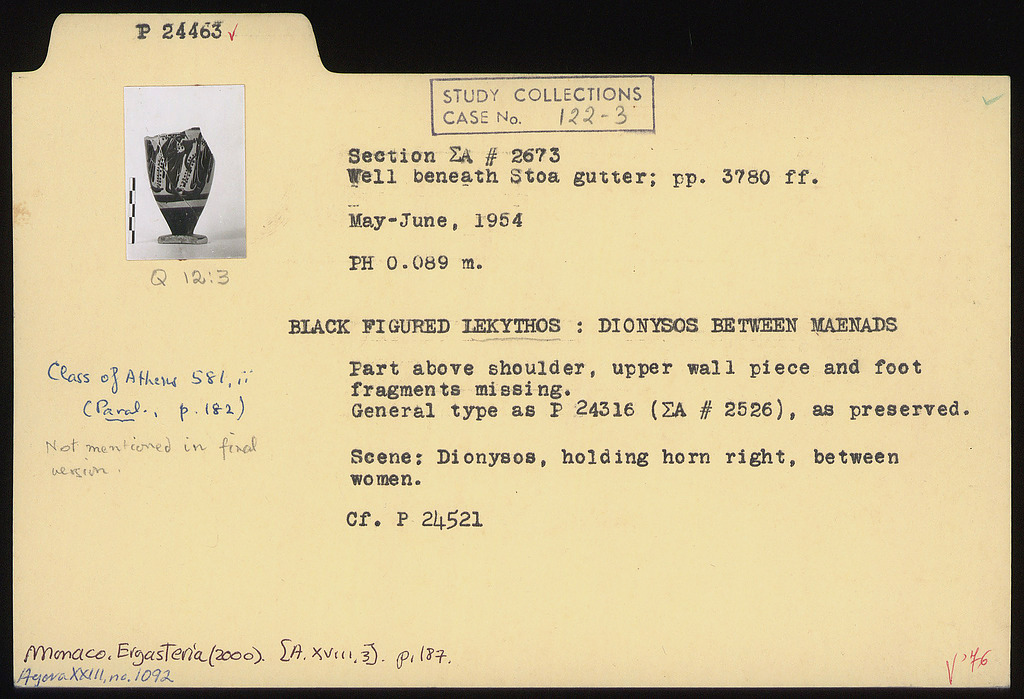 P 24463 ✓
STUDY COLLECTIONS
CASE No. 122-3
Section ΣA # 2673
Well beneath Stoa gutter; pp. 3780 ff.
May-June, 1954
PH 0.089 m.
Q 12:3
BLACK FIGURED LEKYTHOS : DIONYSOS BETWEEN MAENADS
Part above shoulder, upper wall piece and foot
fragments missing.
General type as P 24316 (ΣA # 2526), as preserved.
Scene: Dionysos, holding horn right, between
women.
Cf. P 24521
Class of Athens 581, ii
(Paral., p. 182)
Not mentioned in final
version.
Monaco. Ergasteria (2000). [A. XVIII, 3]. p. 187.
Agora XXIII, no. 1092
V '76